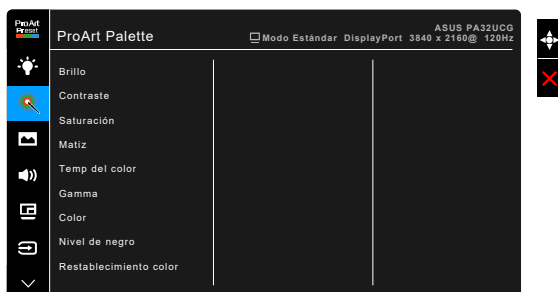 ProArt
Preset
ProArt Palette
ASUS PA32UCG
Modo Estándar DisplayPort 3840 x 2160@ 120Hz
Brillo
Contraste
Saturación
Matiz
Temp del color
Gamma
Color
Nivel de negro
Restablecimiento color